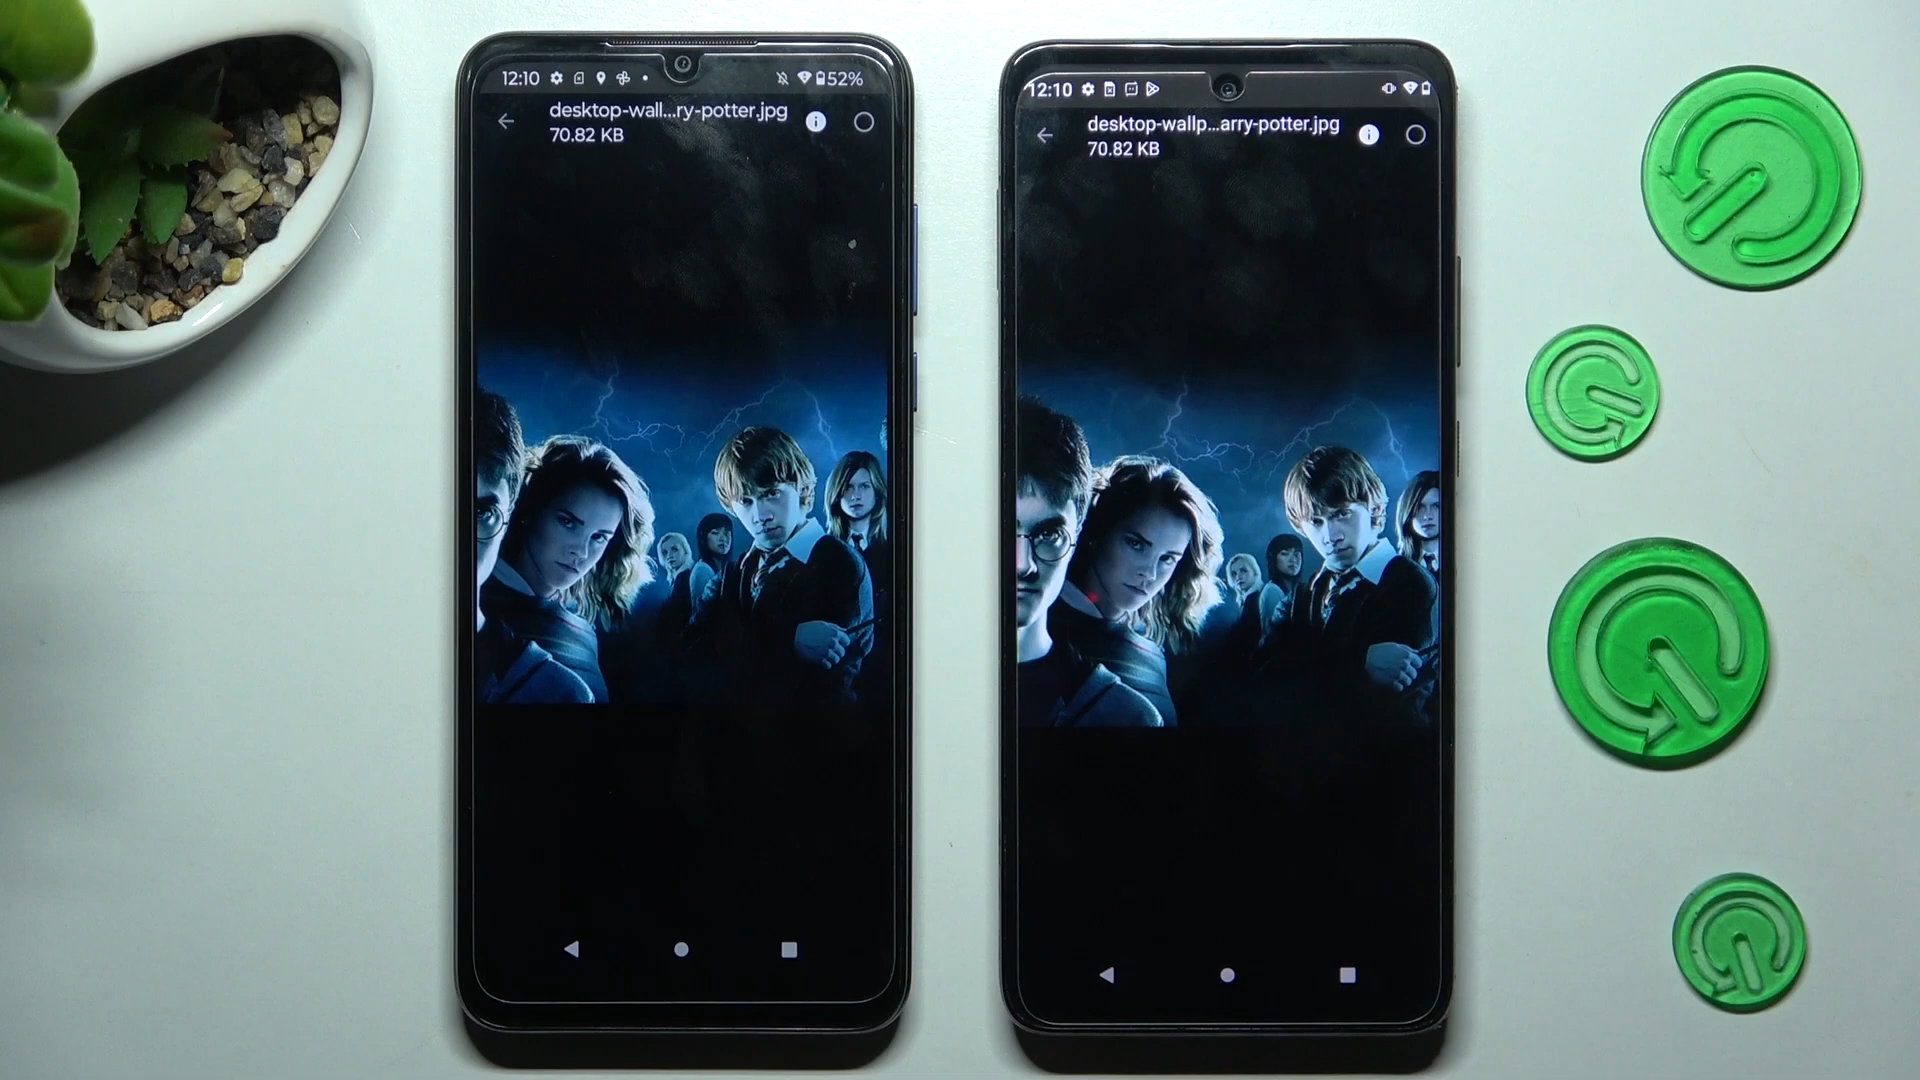 12:10
52%
desktop-wall...ry-potter.jpg
70.82 KB
12:10
desktop-wallp...arry-potter.jpg
70.82 KB